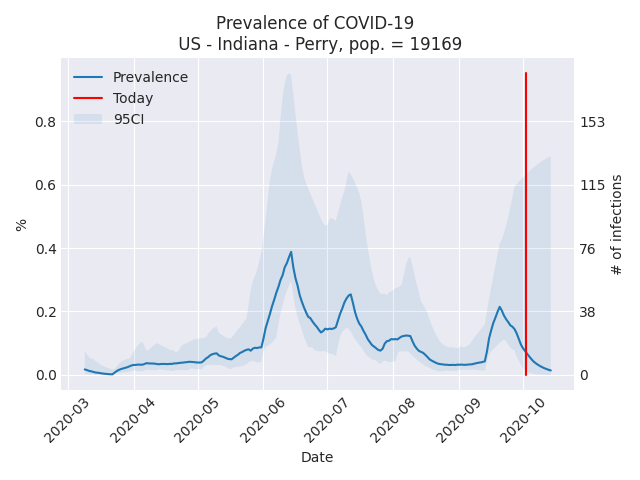 Prevalence of COVID-19
US - Indiana - Perry, pop. = 19169
Prevalence
Today
95CI
%
0.8
0.6
0.4
0.2
0.0
153
115
76
38
0
# of infections
2020-03
2020-04
2020-05
2020-06
2020-07
2020-08
2020-09
2020-10
Date